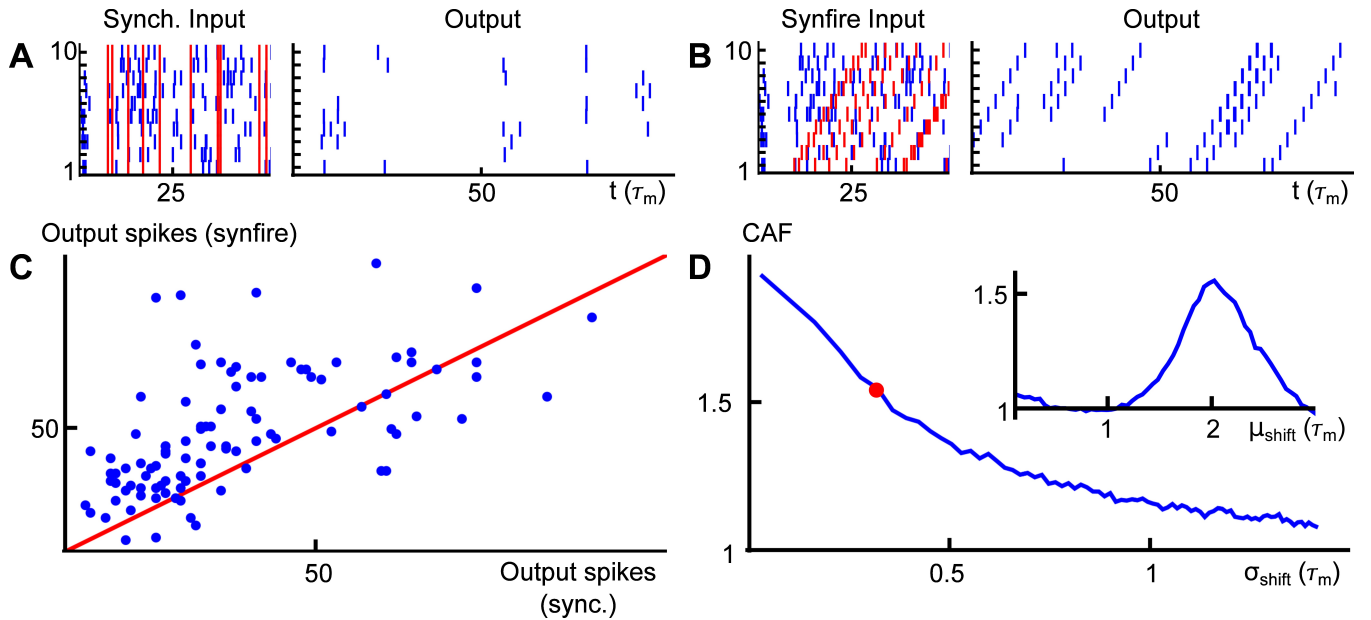 Synch. Input
Output
A
10
1
25
50
t (τm)
Synfire Input
Output
B
10
1
25
50
t (τm)
Output spikes (synfire)
C
50
50
Output spikes
(sync.)
CAF
D
1.5
1
0.5
1
σshift (τm)
1.5
1
1
2
μshift (τm)